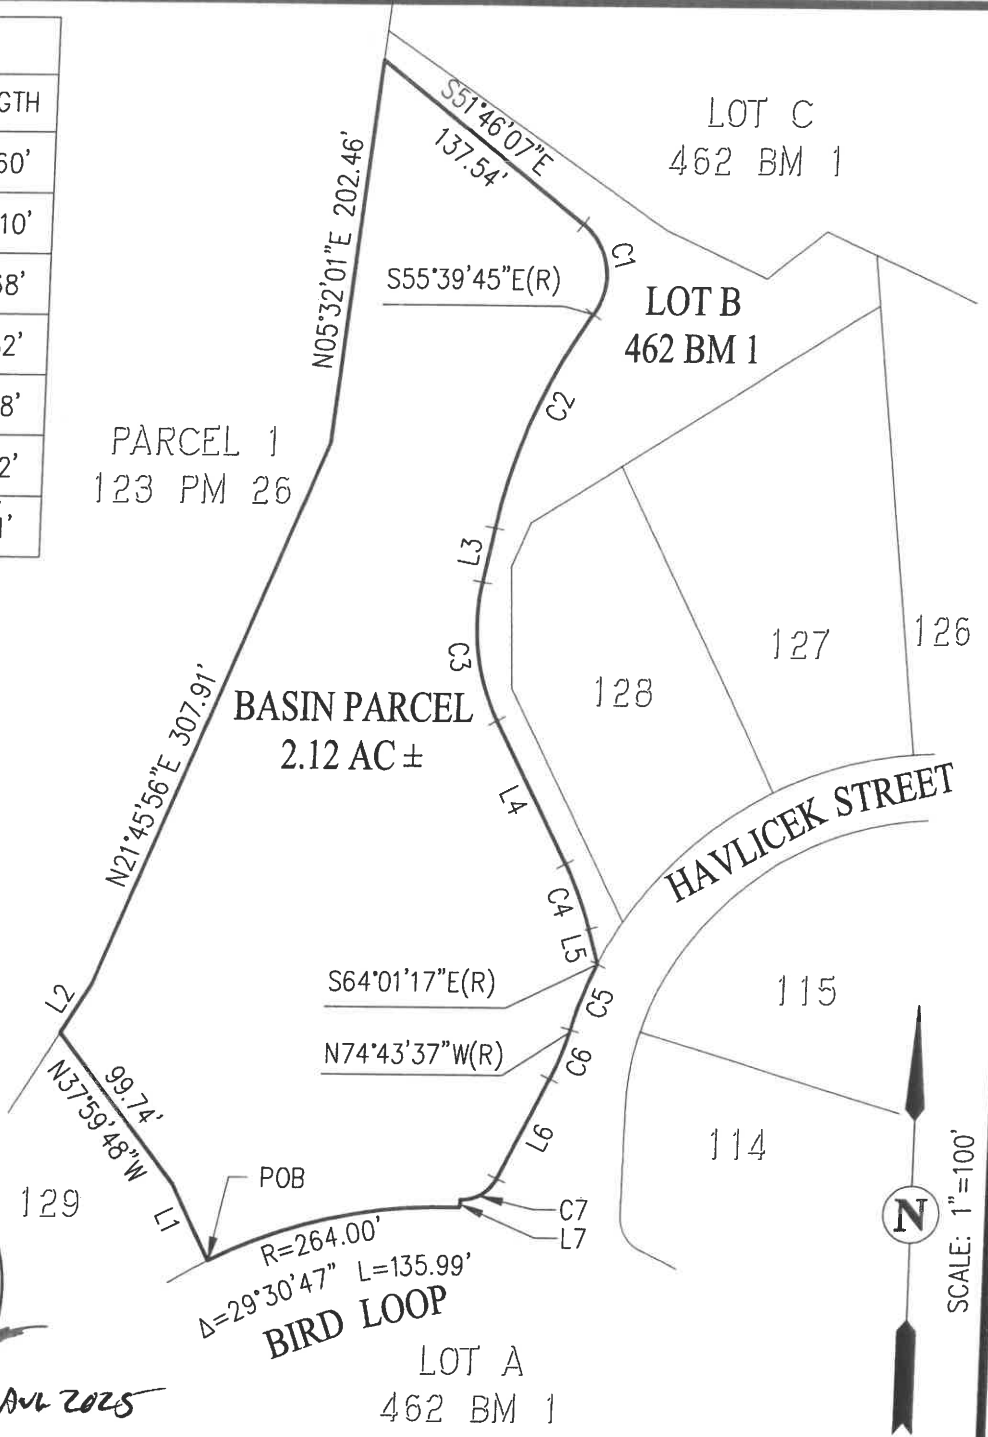 GTH
60'
10'
68'
2'
8'
2'
1'
S51°46'07"E
137.54'
LOT C
462 BM 1
N05°32'01"E 202.46'
C1
S55°39'45"E(R)
LOT B
462 BM 1
C2
PARCEL 1
123 PM 26
L3
C3
126
127
128
BASIN PARCEL
2.12 AC ±
N21°45'56"E 307.91'
L4
HAVLICEK STREET
C4
L5
S64°01'17"E(R)
C5
115
L2
N74°43'37"W(R)
C6
99.74'
N37°59'48"W
L6
114
129
POB
L1
C7
L7
R=264.00'
Δ=29°30'47" L=135.99'
BIRD LOOP
LOT A
462 BM 1
N
SCALE: 1"=100'
2025